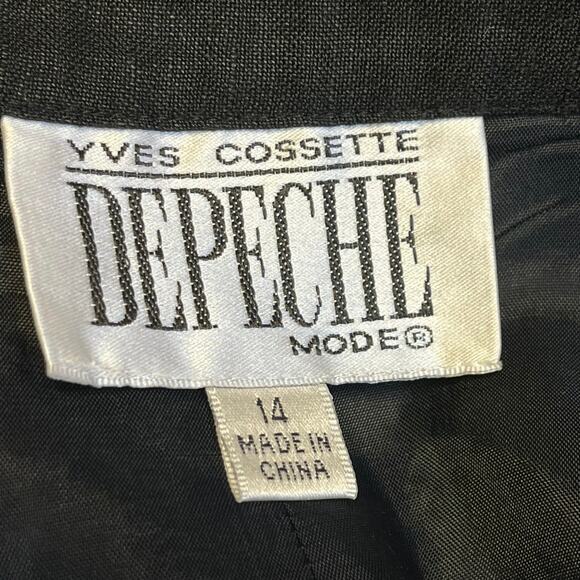 YVES COSSETTE
DEPECHE
MODE®
14
MADE IN
CHINA